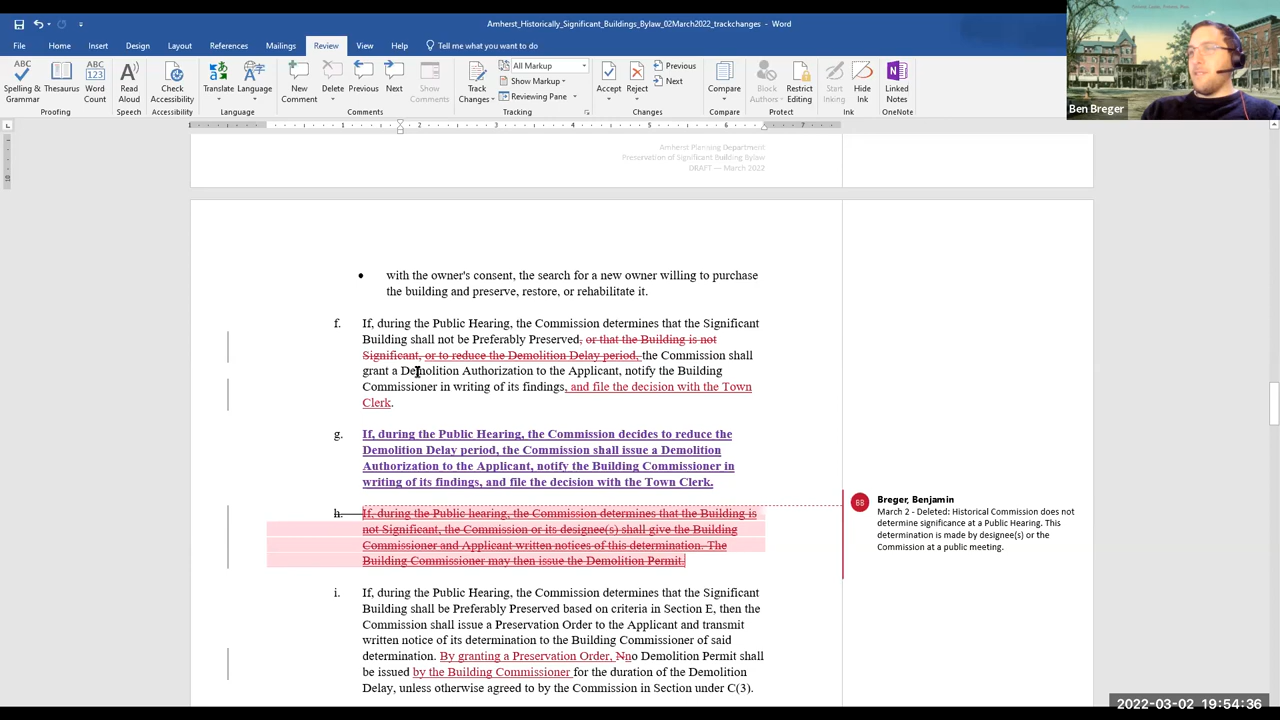 Amherst_Historically_Significant_Buildings_Bylaw_02March2022_trackchanges - Word
File Home Insert Design Layout References Mailings Review View Help Tell me what you want to do
Spelling & Grammar
Thesaurus
Word Count
Proofing
Read Aloud
Speech
Check Accessibility
Accessibility
Translate
Language
Language
New Comment
Delete
Previous
Next
Show Comments
Comments
Track Changes
All Markup
Show Markup
Reviewing Pane
Tracking
Accept
Reject
Previous
Next
Changes
Compare
Compare
Block Authors
Restrict Editing
Protect
Start Inking
Hide Ink
Ink
Linked Notes
OneNote
Ben Breger
Amherst Planning Department
Preservation of Significant Building Bylaw
DRAFT — March 2022
• with the owner's consent, the search for a new owner willing to purchase
the building and preserve, restore, or rehabilitate it.
f. If, during the Public Hearing, the Commission determines that the Significant
Building shall not be Preferably Preserved, or that the Building is not
Significant, or to reduce the Demolition Delay period, the Commission shall
grant a Demolition Authorization to the Applicant, notify the Building
Commissioner in writing of its findings, and file the decision with the Town
Clerk.
g. If, during the Public Hearing, the Commission decides to reduce the
Demolition Delay period, the Commission shall issue a Demolition
Authorization to the Applicant, notify the Building Commissioner in
writing of its findings, and file the decision with the Town Clerk.
h. If, during the Public hearing, the Commission determines that the Building is
not Significant, the Commission or its designee(s) shall give the Building
Commissioner and Applicant written notices of this determination. The
Building Commissioner may then issue the Demolition Permit.
BB Breger, Benjamin
March 2 - Deleted: Historical Commission does not
determine significance at a Public Hearing. This
determination is made by designee(s) or the
Commission at a public meeting.
i. If, during the Public Hearing, the Commission determines that the Significant
Building shall be Preferably Preserved based on criteria in Section E, then the
Commission shall issue a Preservation Order to the Applicant and transmit
written notice of its determination to the Building Commissioner of said
determination. By granting a Preservation Order, Nno Demolition Permit shall
be issued by the Building Commissioner for the duration of the Demolition
Delay, unless otherwise agreed to by the Commission in Section under C(3).
2022-03-02 19:54:36